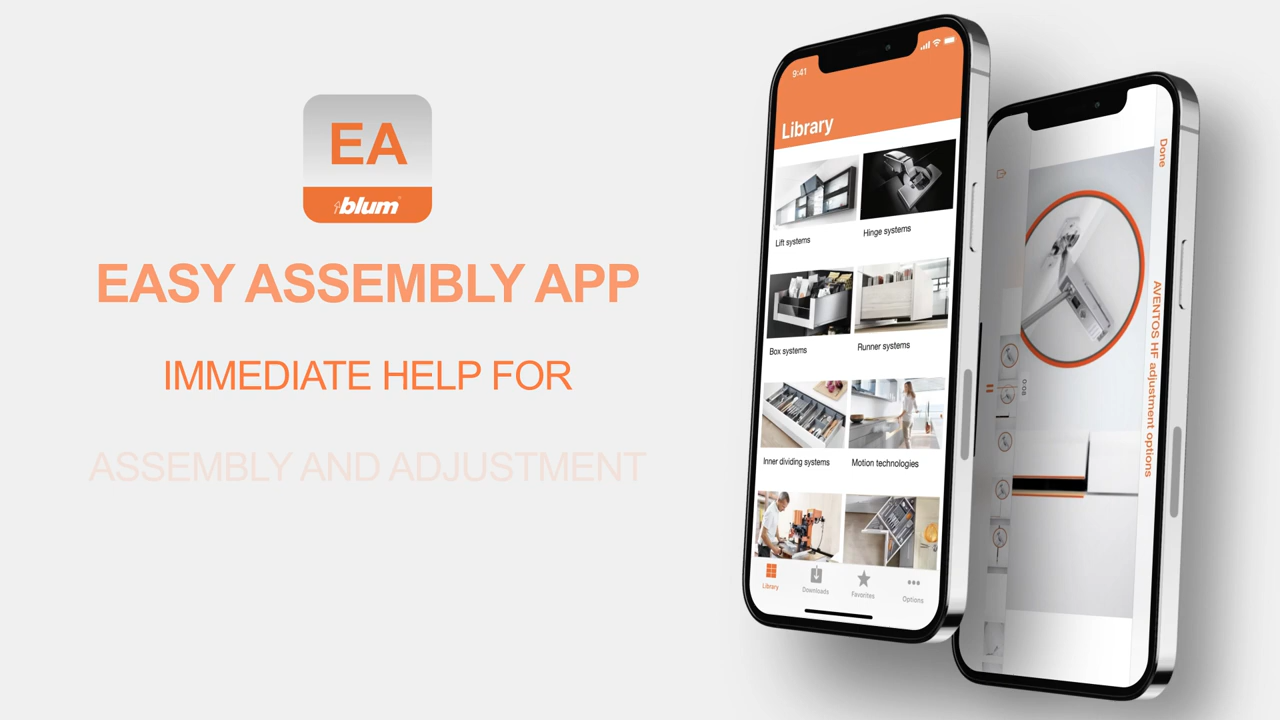 EA
blum
EASY ASSEMBLY APP
IMMEDIATE HELP FOR
ASSEMBLY AND ADJUSTMENT
9:41
Library
Lift systems
Hinge systems
Box systems
Runner systems
Inner dividing systems
Motion technologies
Library
Downloads
Favorites
Options
Done
AVENTOS HF adjustment options